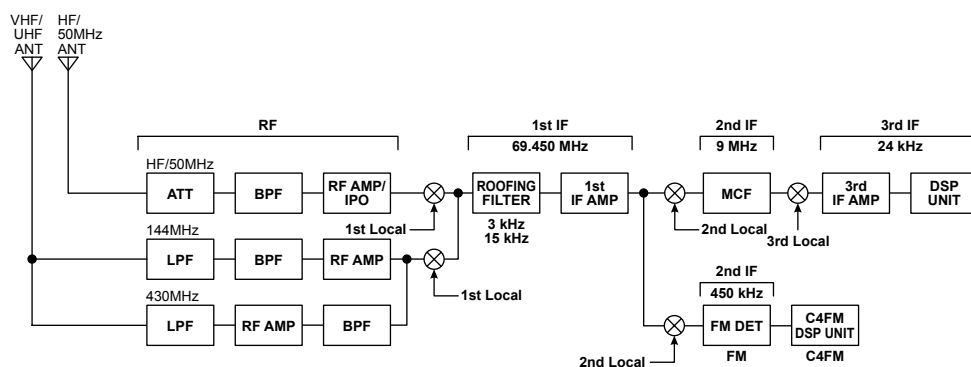 VHF/
UHF
ANT
HF/
50MHz
ANT
RF
1st IF
69.450 MHz
2nd IF
9 MHz
3rd IF
24 kHz
HF/50MHz
ATT
BPF
RF AMP/
IPO
1st Local
ROOFING
FILTER
3 kHz
15 kHz
1st
IF AMP
2nd Local
MCF
3rd Local
3rd
IF AMP
DSP
UNIT
144MHz
LPF
BPF
RF AMP
1st Local
430MHz
LPF
RF AMP
BPF
2nd IF
450 kHz
2nd Local
FM DET
FM
C4FM
DSP UNIT
C4FM